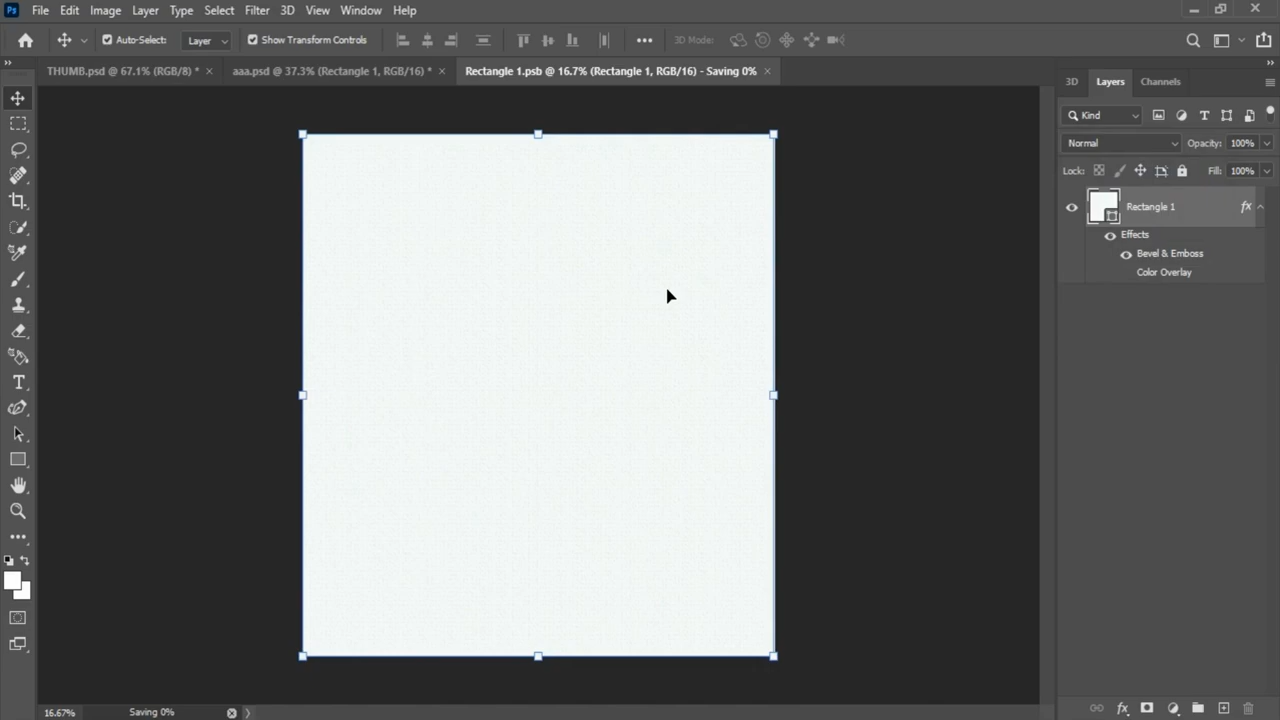 Ps File Edit Image Layer Type Select Filter 3D View Window Help
Auto-Select: Layer Show Transform Controls 3D Mode:
THUMB.psd @ 67.1% (RGB/8) * × aaa.psd @ 37.3% (Rectangle 1, RGB/16) * × Rectangle 1.psb @ 16.7% (Rectangle 1, RGB/16) - Saving 0% ×
3D Layers Channels
Kind
Normal Opacity: 100%
Lock: Fill: 100%
Rectangle 1 fx
Effects
Bevel & Emboss
Color Overlay
16.67% Saving 0%